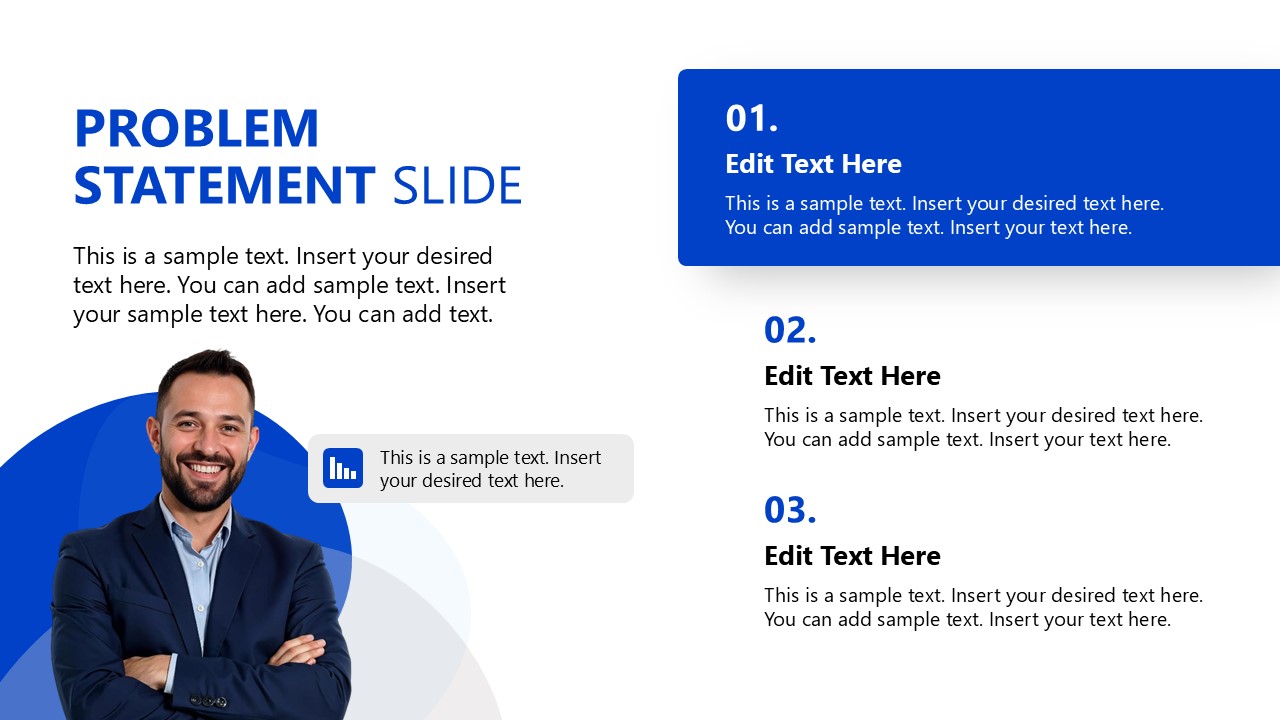 PROBLEM
STATEMENT SLIDE
This is a sample text. Insert your desired
text here. You can add sample text. Insert
your sample text here. You can add text.
This is a sample text. Insert
your desired text here.
01.
Edit Text Here
This is a sample text. Insert your desired text here.
You can add sample text. Insert your text here.
02.
Edit Text Here
This is a sample text. Insert your desired text here.
You can add sample text. Insert your text here.
03.
Edit Text Here
This is a sample text. Insert your desired text here.
You can add sample text. Insert your text here.